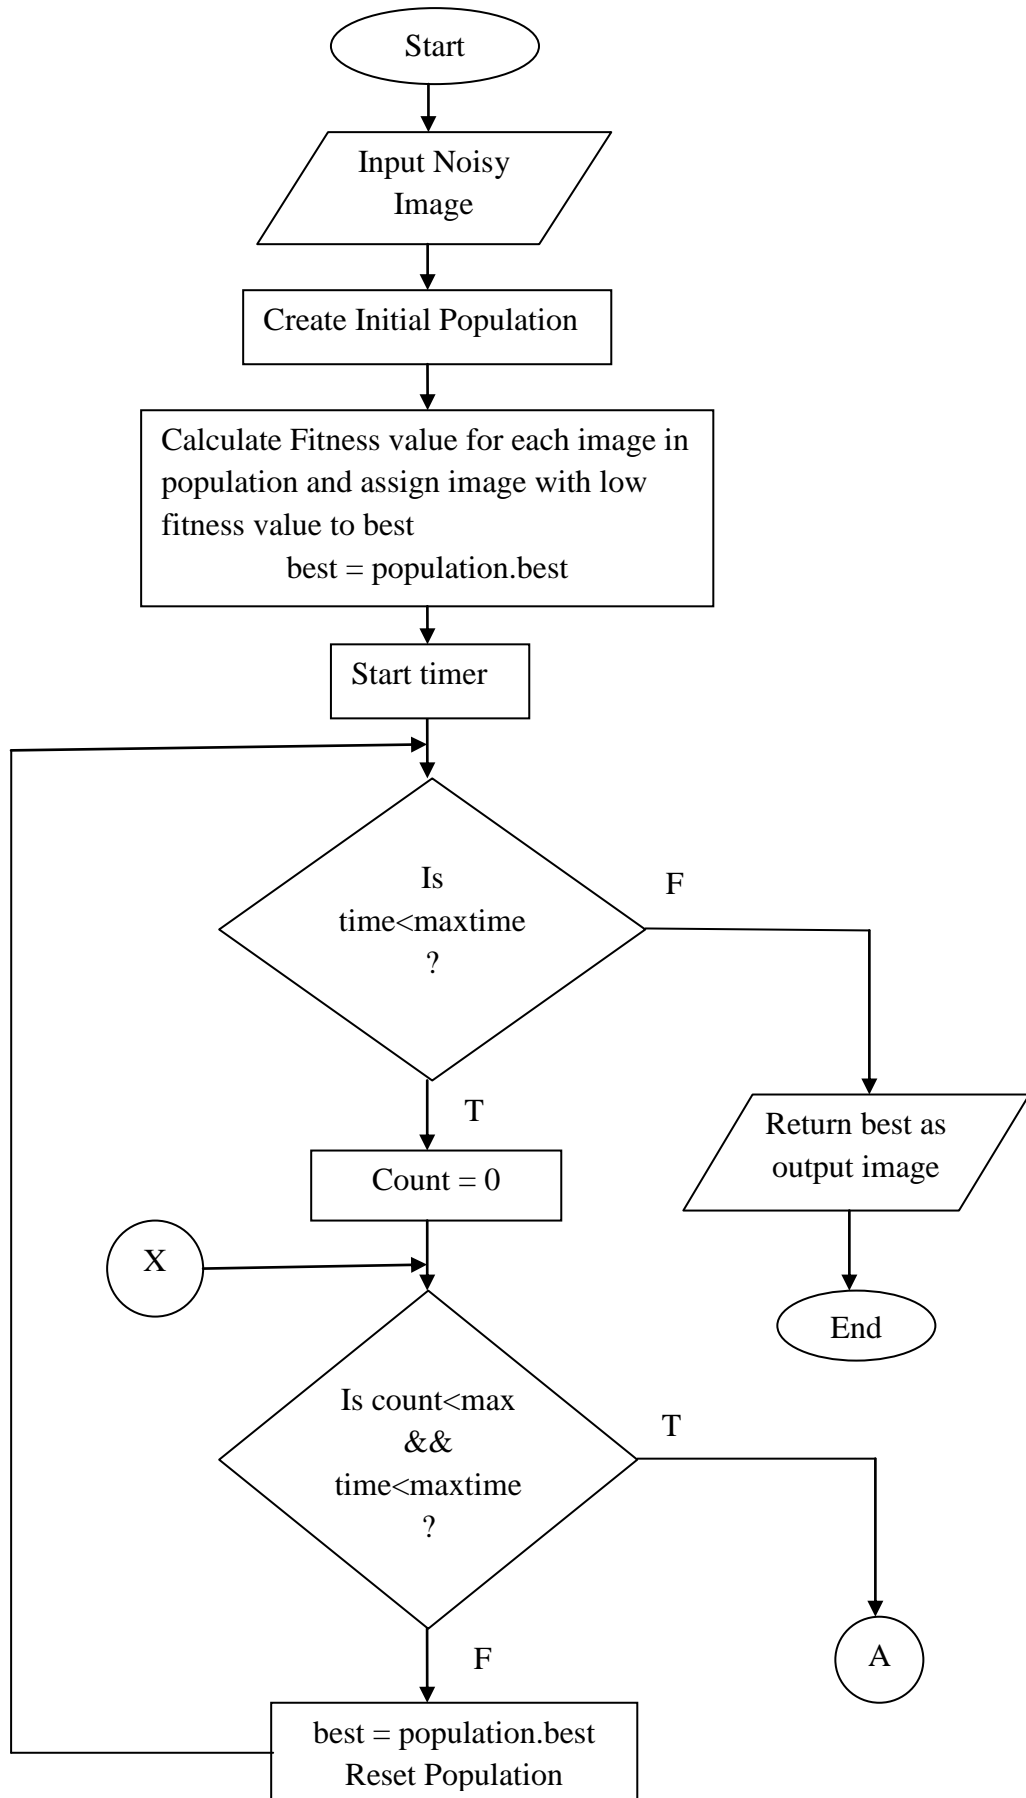 Start
Input Noisy
Image
Create Initial Population
Calculate Fitness value for each image in
population and assign image with low
fitness value to best
best = population.best
Start timer
Is
time<maxtime
?
F
T
Return best as
output image
Count = 0
X
End
Is count<max
&&
time<maxtime
?
T
A
F
best = population.best
Reset Population